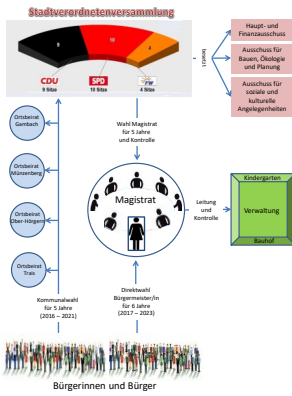 Stadtverordnetenversammlung
9
10
4
CDU
SPD
FW
9 Sitze
10 Sitze
4 Sitze
besetzt
Haupt- und
Finanzausschuss
Ausschuss für
Bauen, Ökologie
und Planung
Ausschuss für
soziale und
kulturelle
Angelegenheiten
Ortsbeirat
Gambach
Ortsbeirat
Münzenberg
Ortsbeirat
Ober-Hörgern
Ortsbeirat
Trais
Wahl Magistrat
für 5 Jahre
und Kontrolle
Magistrat
Leitung
und
Kontrolle
Kindergarten
Verwaltung
Bauhof
Kommunalwahl
für 5 Jahre
(2016 – 2021)
Direktwahl
Bürgermeister/in
für 6 Jahre
(2017 – 2023)
Bürgerinnen und Bürger